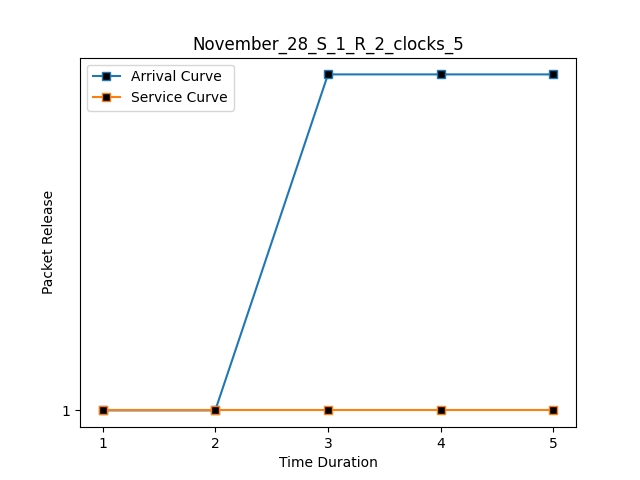 November_28_S_1_R_2_clocks_5
Arrival Curve
Service Curve
Packet Release
1
1 2 3 4 5
Time Duration